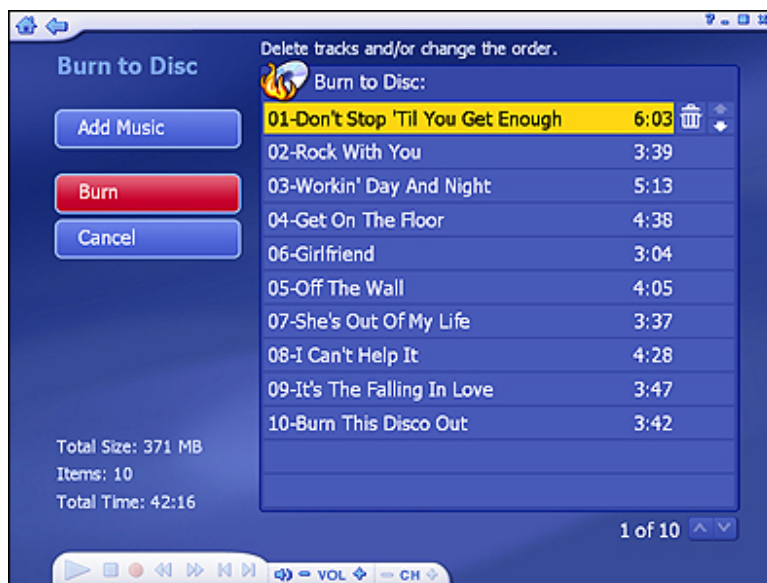 Delete tracks and/or change the order.
Burn to Disc
Burn to Disc:
Add Music
Burn
Cancel
01-Don't Stop 'Til You Get Enough 6:03
02-Rock With You 3:39
03-Workin' Day And Night 5:13
04-Get On The Floor 4:38
06-Girlfriend 3:04
05-Off The Wall 4:05
07-She's Out Of My Life 3:37
08-I Can't Help It 4:28
09-It's The Falling In Love 3:47
10-Burn This Disco Out 3:42
Total Size: 371 MB
Items: 10
Total Time: 42:16
1 of 10
VOL
CH